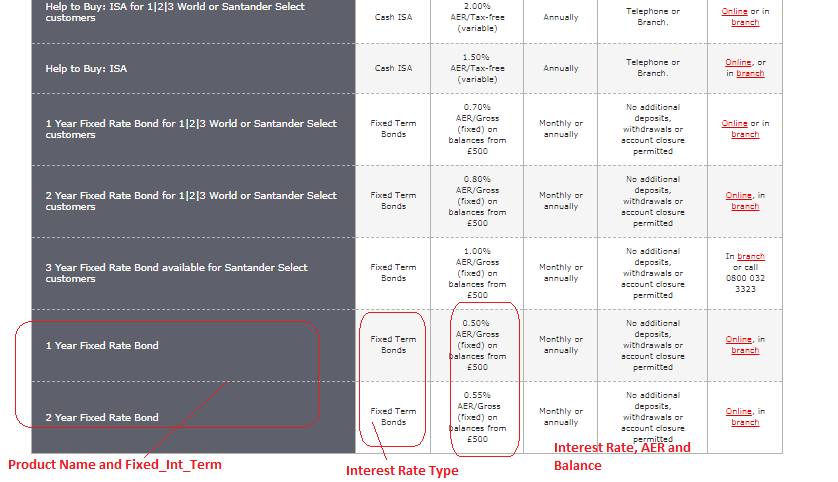 Help to Buy: ISA for 1|2|3 World or Santander Select
customers
Cash ISA
2.00%
AER/Tax-free
(variable)
Annually
Telephone or
Branch.
Online or in
branch
Help to Buy: ISA
Cash ISA
1.50%
AER/Tax-free
(variable)
Annually
Telephone or
Branch.
Online, or
in branch
1 Year Fixed Rate Bond for 1|2|3 World or Santander Select
customers
Fixed Term
Bonds
0.70%
AER/Gross
(fixed) on
balances from
£500
Monthly or
annually
No additional
deposits,
withdrawals or
account closure
permitted
Online or in
branch
2 Year Fixed Rate Bond for 1|2|3 World or Santander Select
customers
Fixed Term
Bonds
0.80%
AER/Gross
(fixed) on
balances from
£500
Monthly or
annually
No additional
deposits,
withdrawals or
account closure
permitted
Online, in
branch
3 Year Fixed Rate Bond available for Santander Select
customers
Fixed Term
Bonds
1.00%
AER/Gross
(fixed) on
balances from
£500
Monthly or
annually
No additional
deposits,
withdrawals or
account closure
permitted
In branch
or call
0800 032
3323
1 Year Fixed Rate Bond
Fixed Term
Bonds
0.50%
AER/Gross
(fixed) on
balances from
£500
Monthly or
annually
No additional
deposits,
withdrawals or
account closure
permitted
Online, in
branch
2 Year Fixed Rate Bond
Fixed Term
Bonds
0.55%
AER/Gross
(fixed) on
balances from
£500
Monthly or
annually
No additional
deposits,
withdrawals or
account closure
permitted
Online, in
branch
Product Name and Fixed_Int_Term
Interest Rate Type
Interest Rate, AER and
Balance